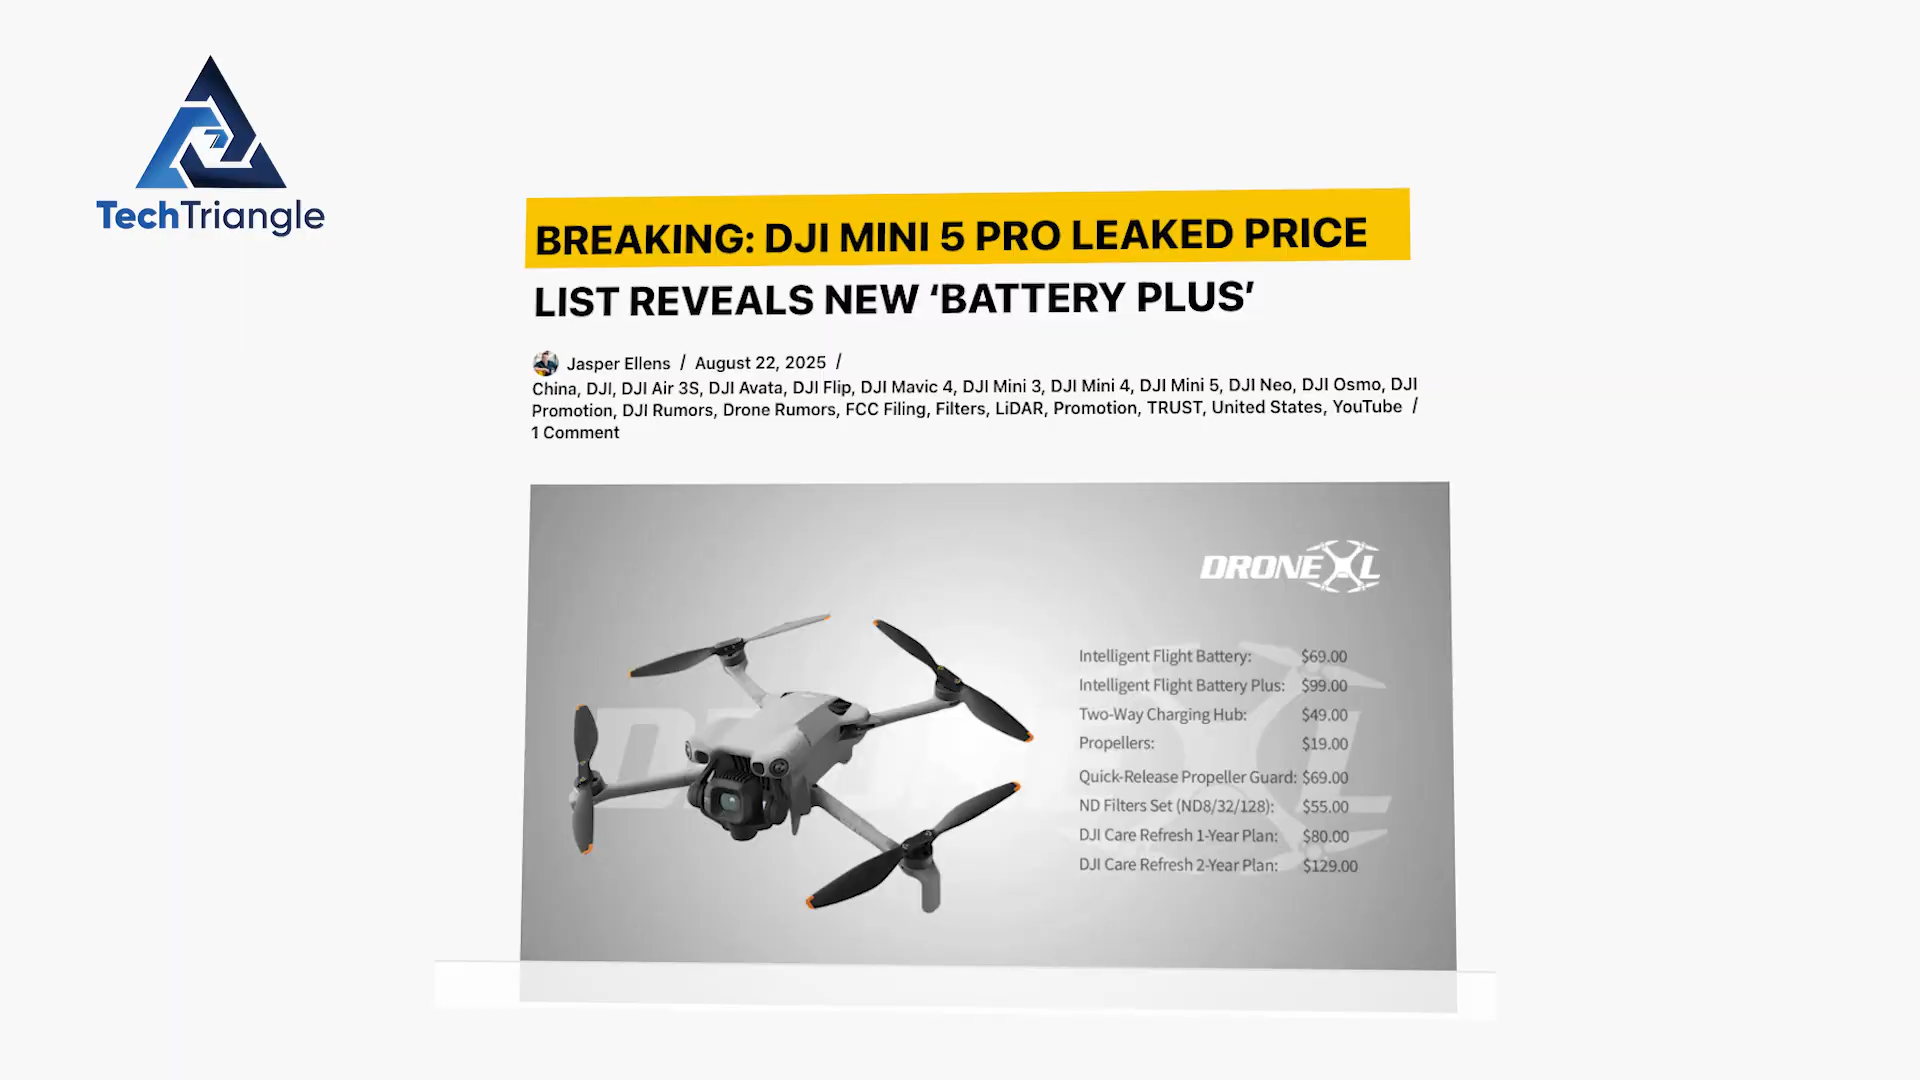 TechTriangle
BREAKING: DJI MINI 5 PRO LEAKED PRICE
LIST REVEALS NEW ‘BATTERY PLUS’
Jasper Ellens / August 22, 2025 /
China, DJI, DJI Air 3S, DJI Avata, DJI Flip, DJI Mavic 4, DJI Mini 3, DJI Mini 4, DJI Mini 5, DJI Neo, DJI Osmo, DJI
Promotion, DJI Rumors, Drone Rumors, FCC Filing, Filters, LiDAR, Promotion, TRUST, United States, YouTube /
1 Comment
DRONEXL
Intelligent Flight Battery: $69.00
Intelligent Flight Battery Plus: $99.00
Two-Way Charging Hub: $49.00
Propellers: $19.00
Quick-Release Propeller Guard: $69.00
ND Filters Set (ND8/32/128): $55.00
DJI Care Refresh 1-Year Plan: $80.00
DJI Care Refresh 2-Year Plan: $129.00